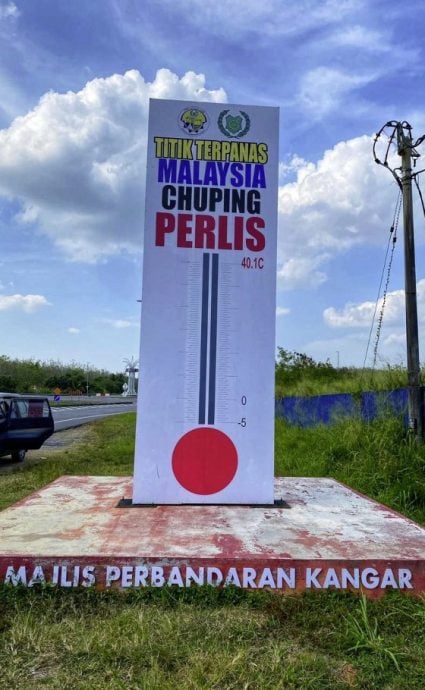 TITIK TERPANAS
MALAYSIA
CHUPING
PERLIS
40.1C
0
-5
MAJLIS PERBANDARAN KANGAR